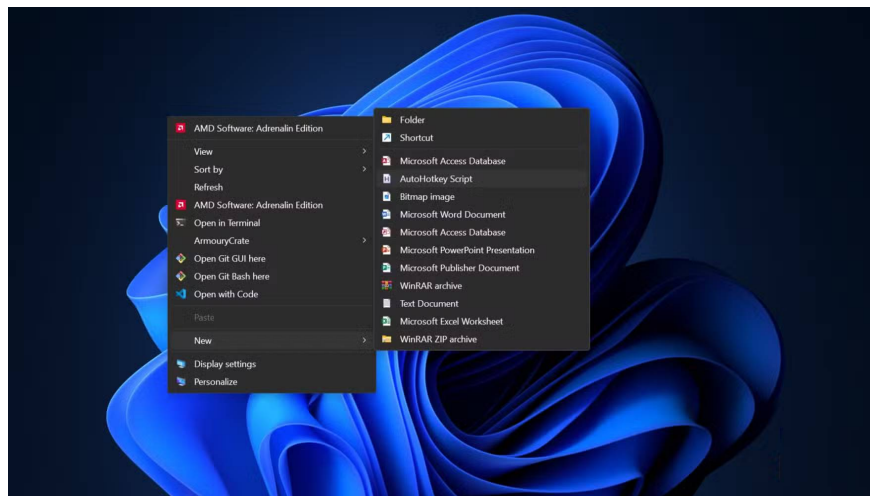 AMD Software: Adrenalin Edition
View
Sort by
Refresh
AMD Software: Adrenalin Edition
Open in Terminal
ArmouryCrate
Open Git GUI here
Open Git Bash here
Open with Code
Paste
New
Display settings
Personalize
Folder
Shortcut
Microsoft Access Database
AutoHotkey Script
Bitmap image
Microsoft Word Document
Microsoft Access Database
Microsoft PowerPoint Presentation
Microsoft Publisher Document
WinRAR archive
Text Document
Microsoft Excel Worksheet
WinRAR ZIP archive